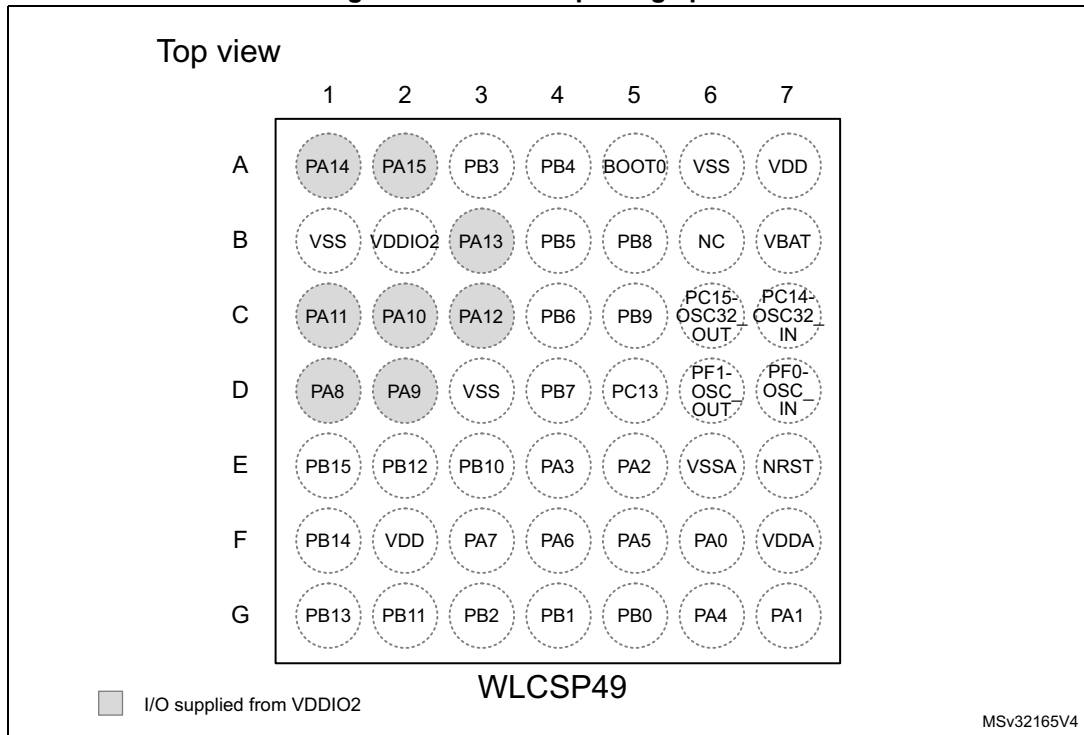 Top view
1 2 3 4 5 6 7
A PA14 PA15 PB3 PB4 BOOT0 VSS VDD
B VSS VDDIO2 PA13 PB5 PB8 NC VBAT
C PA11 PA10 PA12 PB6 PB9 PC15-OSC32_OUT PC14-OSC32_IN
D PA8 PA9 VSS PB7 PC13 PF1-OSC_OUT PF0-OSC_IN
E PB15 PB12 PB10 PA3 PA2 VSSA NRST
F PB14 VDD PA7 PA6 PA5 PA0 VDDA
G PB13 PB11 PB2 PB1 PB0 PA4 PA1
WLCSP49
I/O supplied from VDDIO2
MSv32165V4